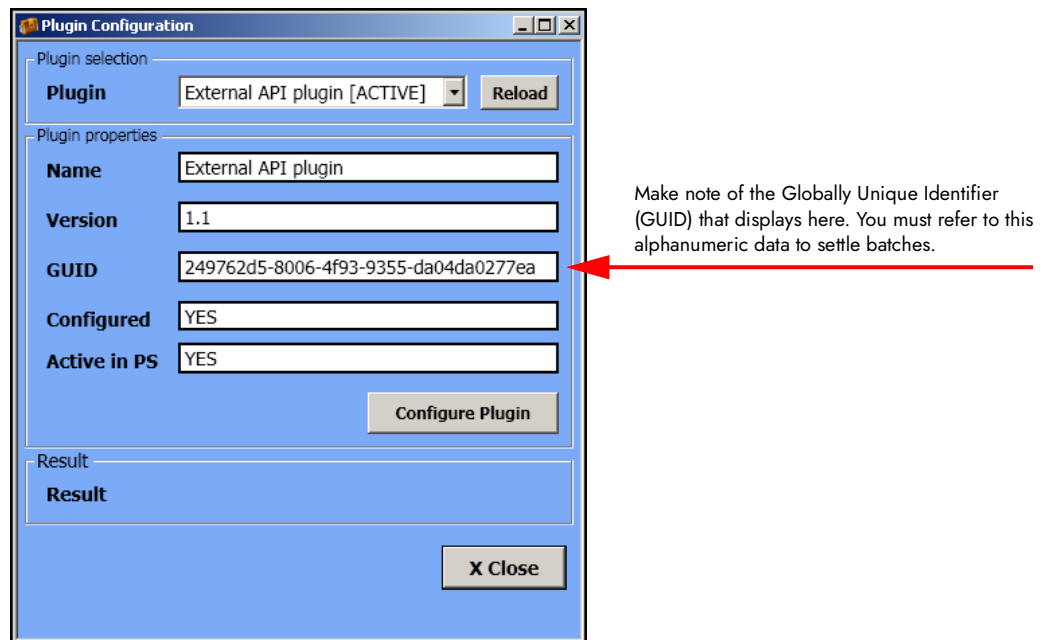 Plugin Configuration
Plugin selection
Plugin
External API plugin [ACTIVE]
Reload
Plugin properties
Name
External API plugin
Version
1.1
GUID
249762d5-8006-4f93-9355-da04da0277ea
Configured
YES
Active in PS
YES
Configure Plugin
Result
Result
X Close
Make note of the Globally Unique Identifier
(GUID) that displays here. You must refer to this
alphanumeric data to settle batches.